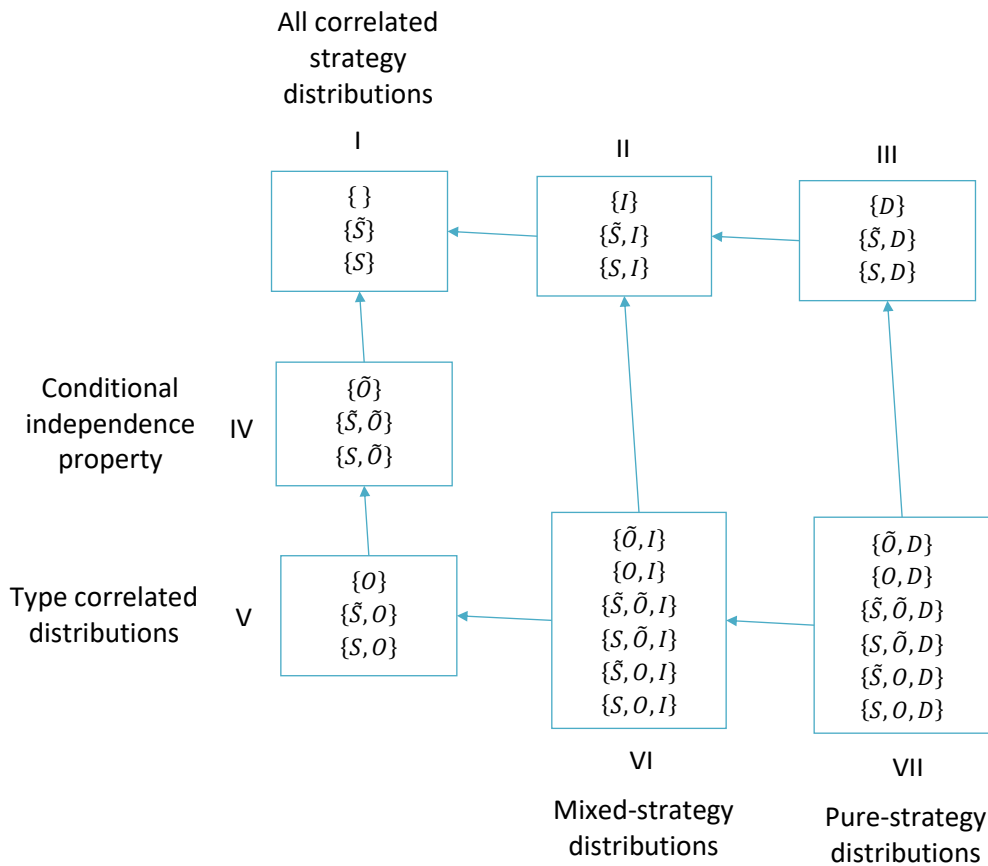 All correlated
strategy
distributions
I
II
III
{ }
{S̃}
{S}
{I}
{S̃, I}
{S, I}
{D}
{S̃, D}
{S, D}
Conditional
independence
property
IV
{Õ}
{S̃, Õ}
{S, Õ}
Type correlated
distributions
V
{O}
{S̃, O}
{S, O}
{Õ, I}
{O, I}
{S̃, Õ, I}
{S, Õ, I}
{S̃, O, I}
{S, O, I}
{Õ, D}
{O, D}
{S̃, Õ, D}
{S, Õ, D}
{S̃, O, D}
{S, O, D}
VI
Mixed-strategy
distributions
VII
Pure-strategy
distributions